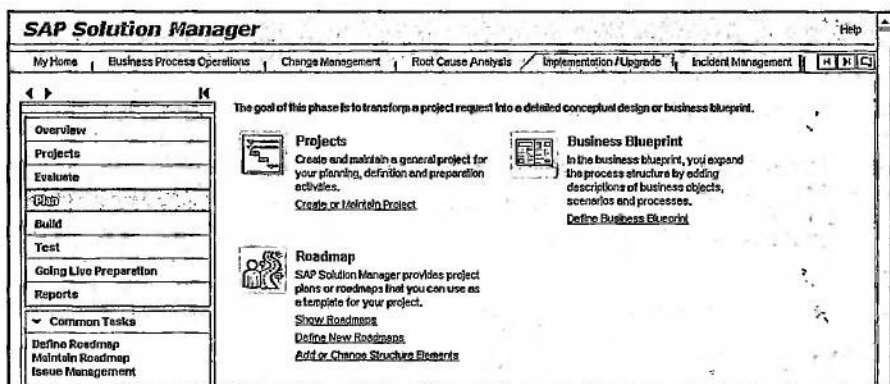 SAP Solution Manager
Help
My Home
Business Process Operations
Change Management
Root Cause Analysis
Implementation / Upgrade
Incident Management
The goal of this phase is to transform a project request into a detailed conceptual design or business blueprint.
Overview
Projects
Evaluate
Plan
Build
Test
Going Live Preparation
Reports
Common Tasks
Define Roadmap
Maintain Roadmap
Issue Management
Projects
Create and maintain a general project for
your planning, definition and preparation
activities.
Create or Maintain Project
Business Blueprint
In the business blueprint, you expand
the process structure by adding
descriptions of business objects,
scenarios and processes.
Define Business Blueprint
Roadmap
SAP Solution Manager provides project
plans or roadmaps that you can use as
a template for your project.
Show Roadmaps
Define New Roadmaps
Add or Change Structure Elements